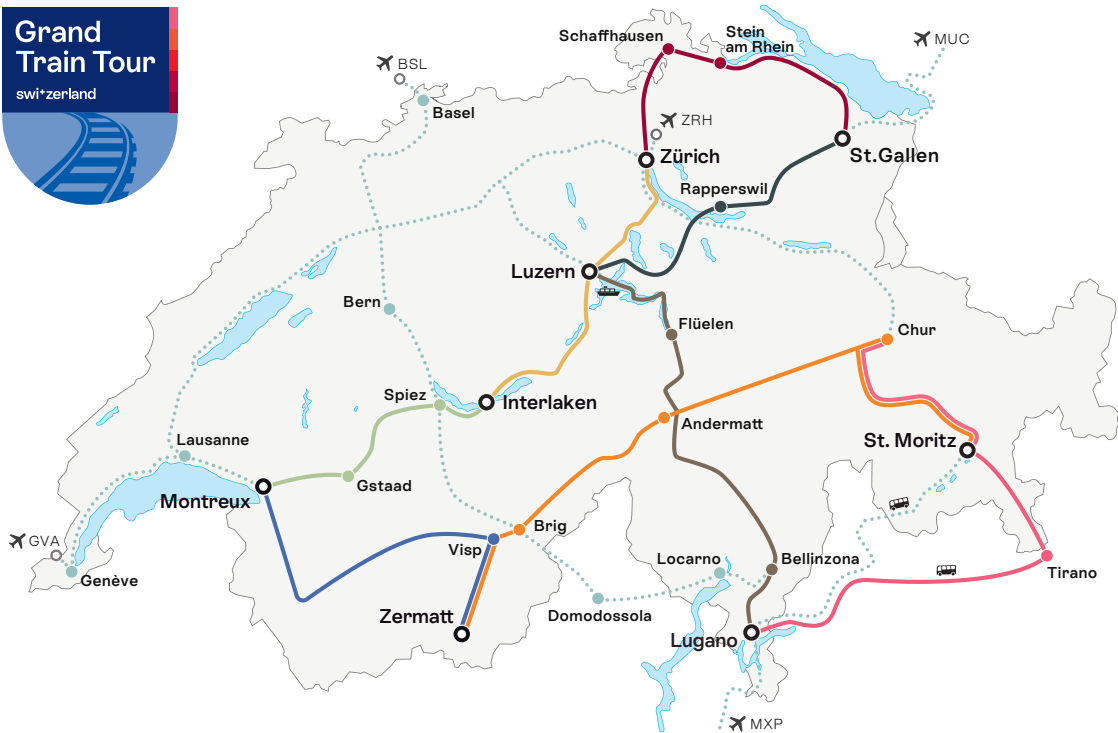 Grand
Train Tour
swi+zerland
Schaffhausen
Stein
am Rhein
MUC
BSL
Basel
ZRH
Zürich
St.Gallen
Rapperswil
Luzern
Bern
Flüelen
Chur
Spiez
Interlaken
Andermatt
Lausanne
St. Moritz
Gstaad
Montreux
Brig
GVA
Visp
Locarno
Bellinzona
Tirano
Genève
Zermatt
Domodossola
Lugano
MXP